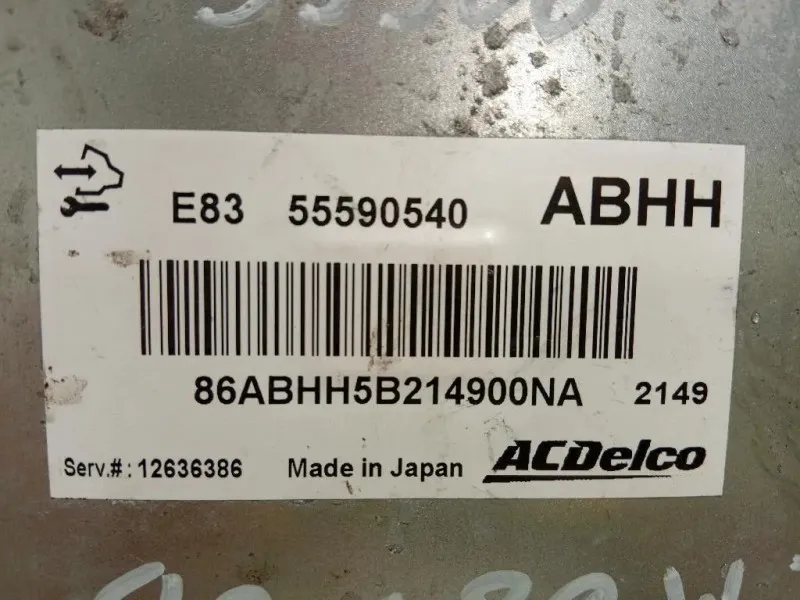 E83 55590540 ABHH
86ABHH5B214900NA 2149
Serv.#: 12636386 Made in Japan ACDelco